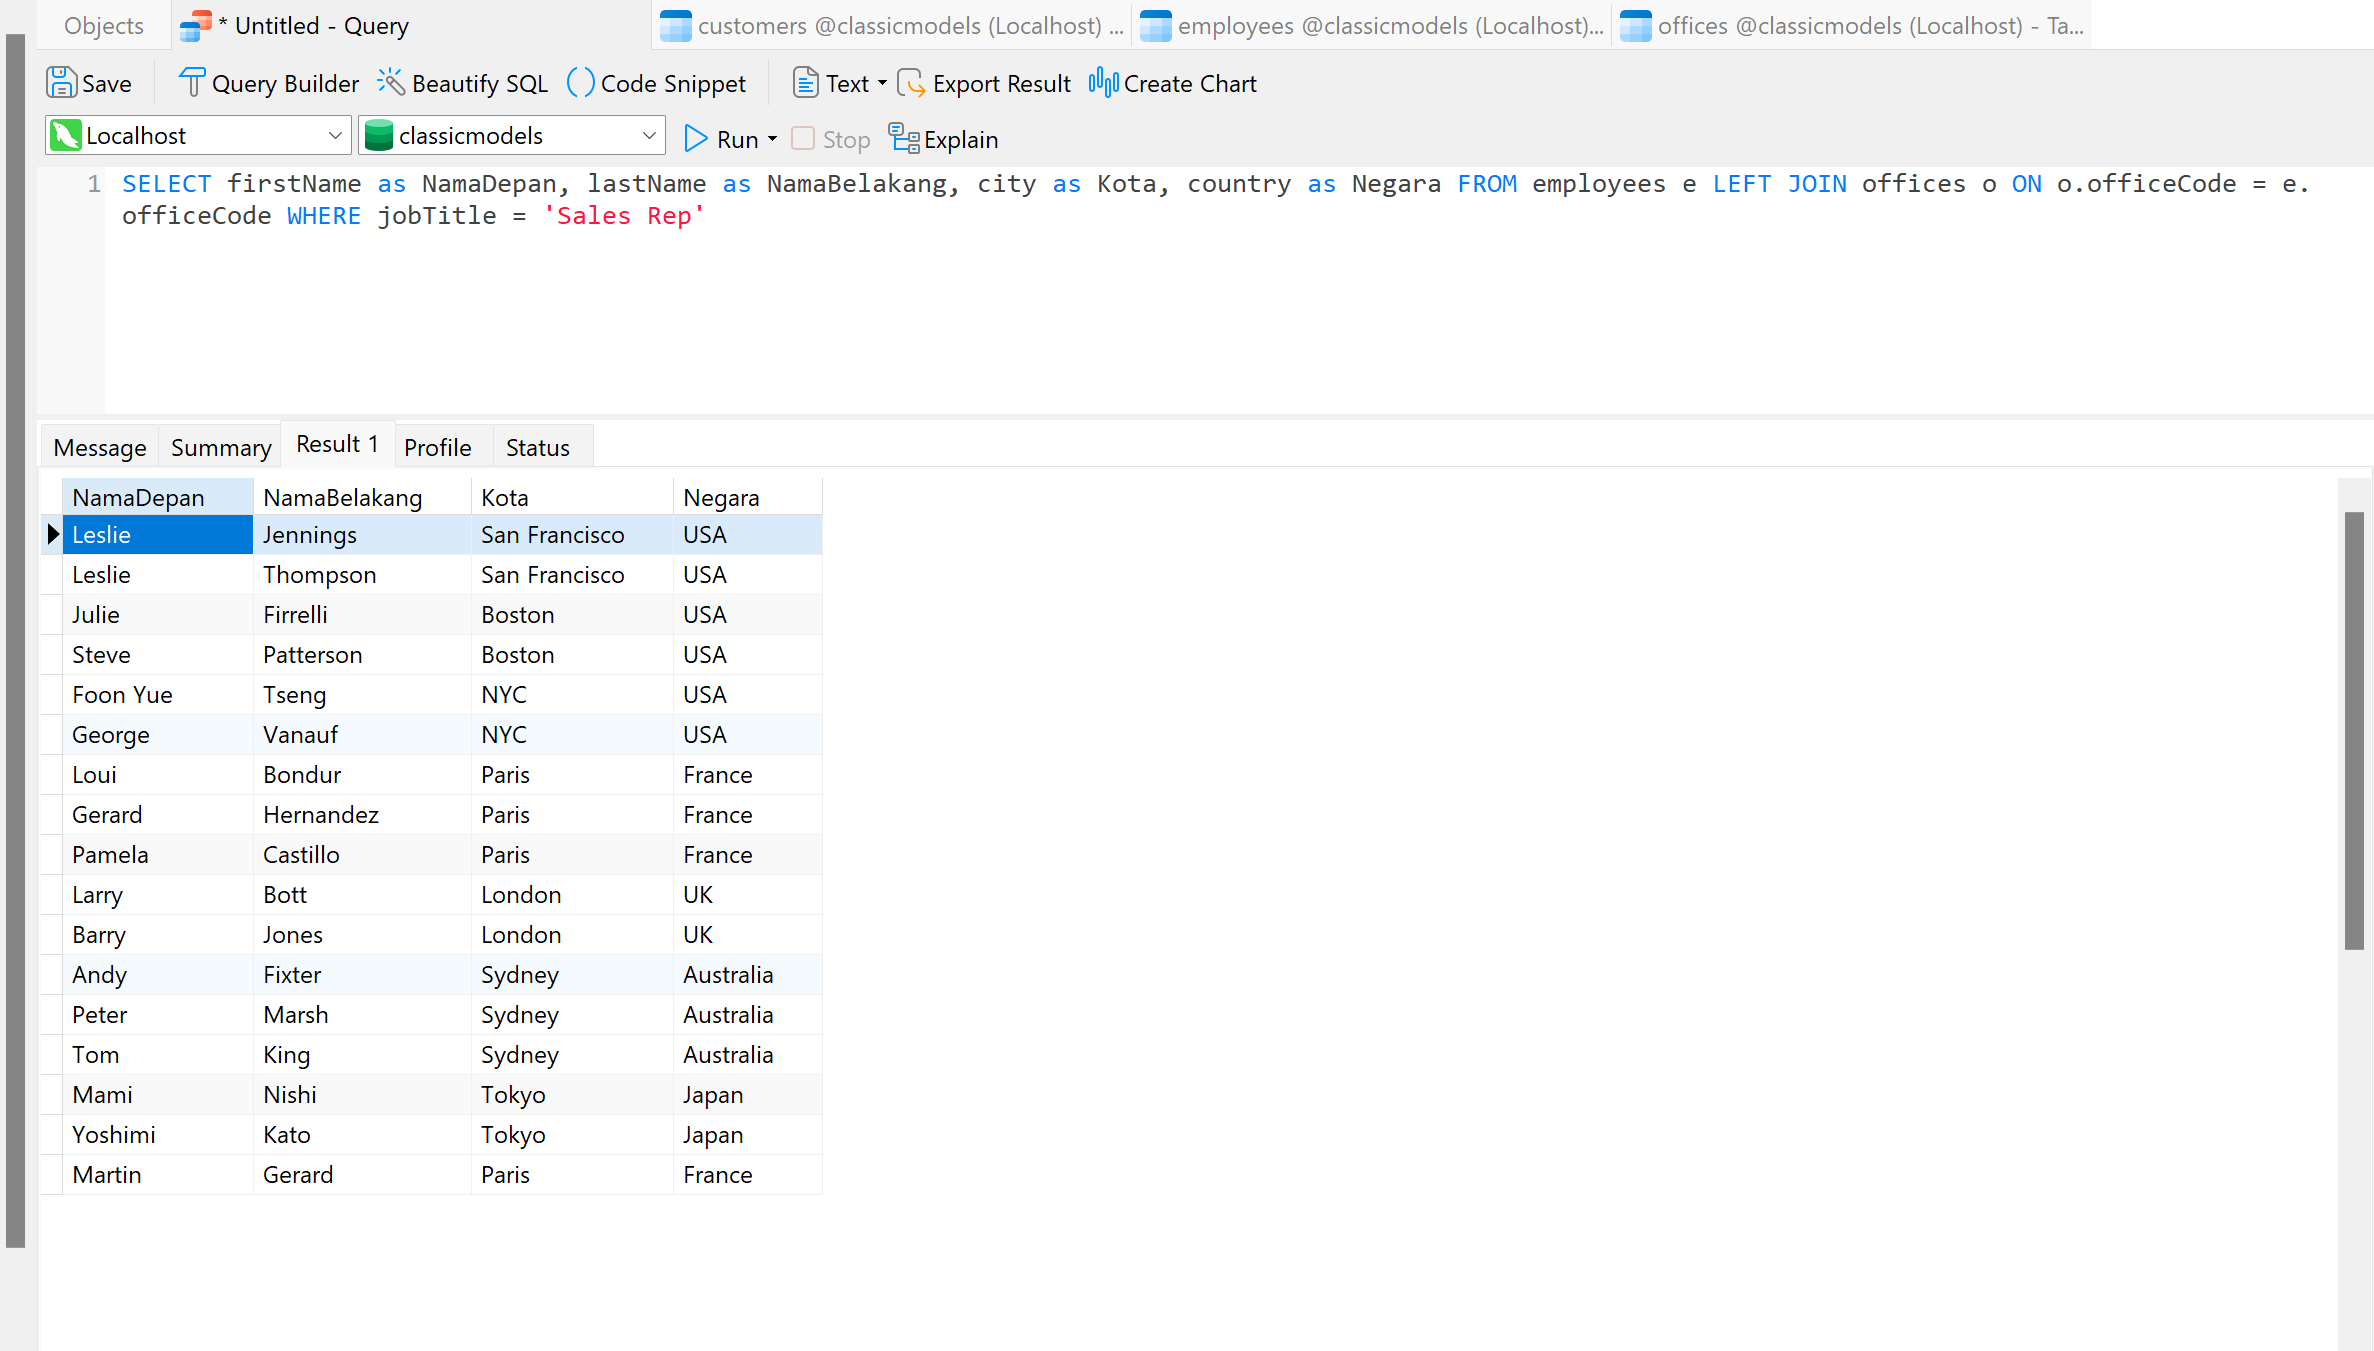 Objects * Untitled - Query customers @classicmodels (Localhost) ... employees @classicmodels (Localhost)... offices @classicmodels (Localhost) - Ta...
Save Query Builder Beautify SQL Code Snippet Text Export Result Create Chart
Localhost classicmodels Run Stop Explain
1 SELECT firstName as NamaDepan, lastName as NamaBelakang, city as Kota, country as Negara FROM employees e LEFT JOIN offices o ON o.officeCode = e.
officeCode WHERE jobTitle = 'Sales Rep'
Message Summary Result 1 Profile Status
NamaDepan NamaBelakang Kota Negara
Leslie Jennings San Francisco USA
Leslie Thompson San Francisco USA
Julie Firrelli Boston USA
Steve Patterson Boston USA
Foon Yue Tseng NYC USA
George Vanauf NYC USA
Loui Bondur Paris France
Gerard Hernandez Paris France
Pamela Castillo Paris France
Larry Bott London UK
Barry Jones London UK
Andy Fixter Sydney Australia
Peter Marsh Sydney Australia
Tom King Sydney Australia
Mami Nishi Tokyo Japan
Yoshimi Kato Tokyo Japan
Martin Gerard Paris France